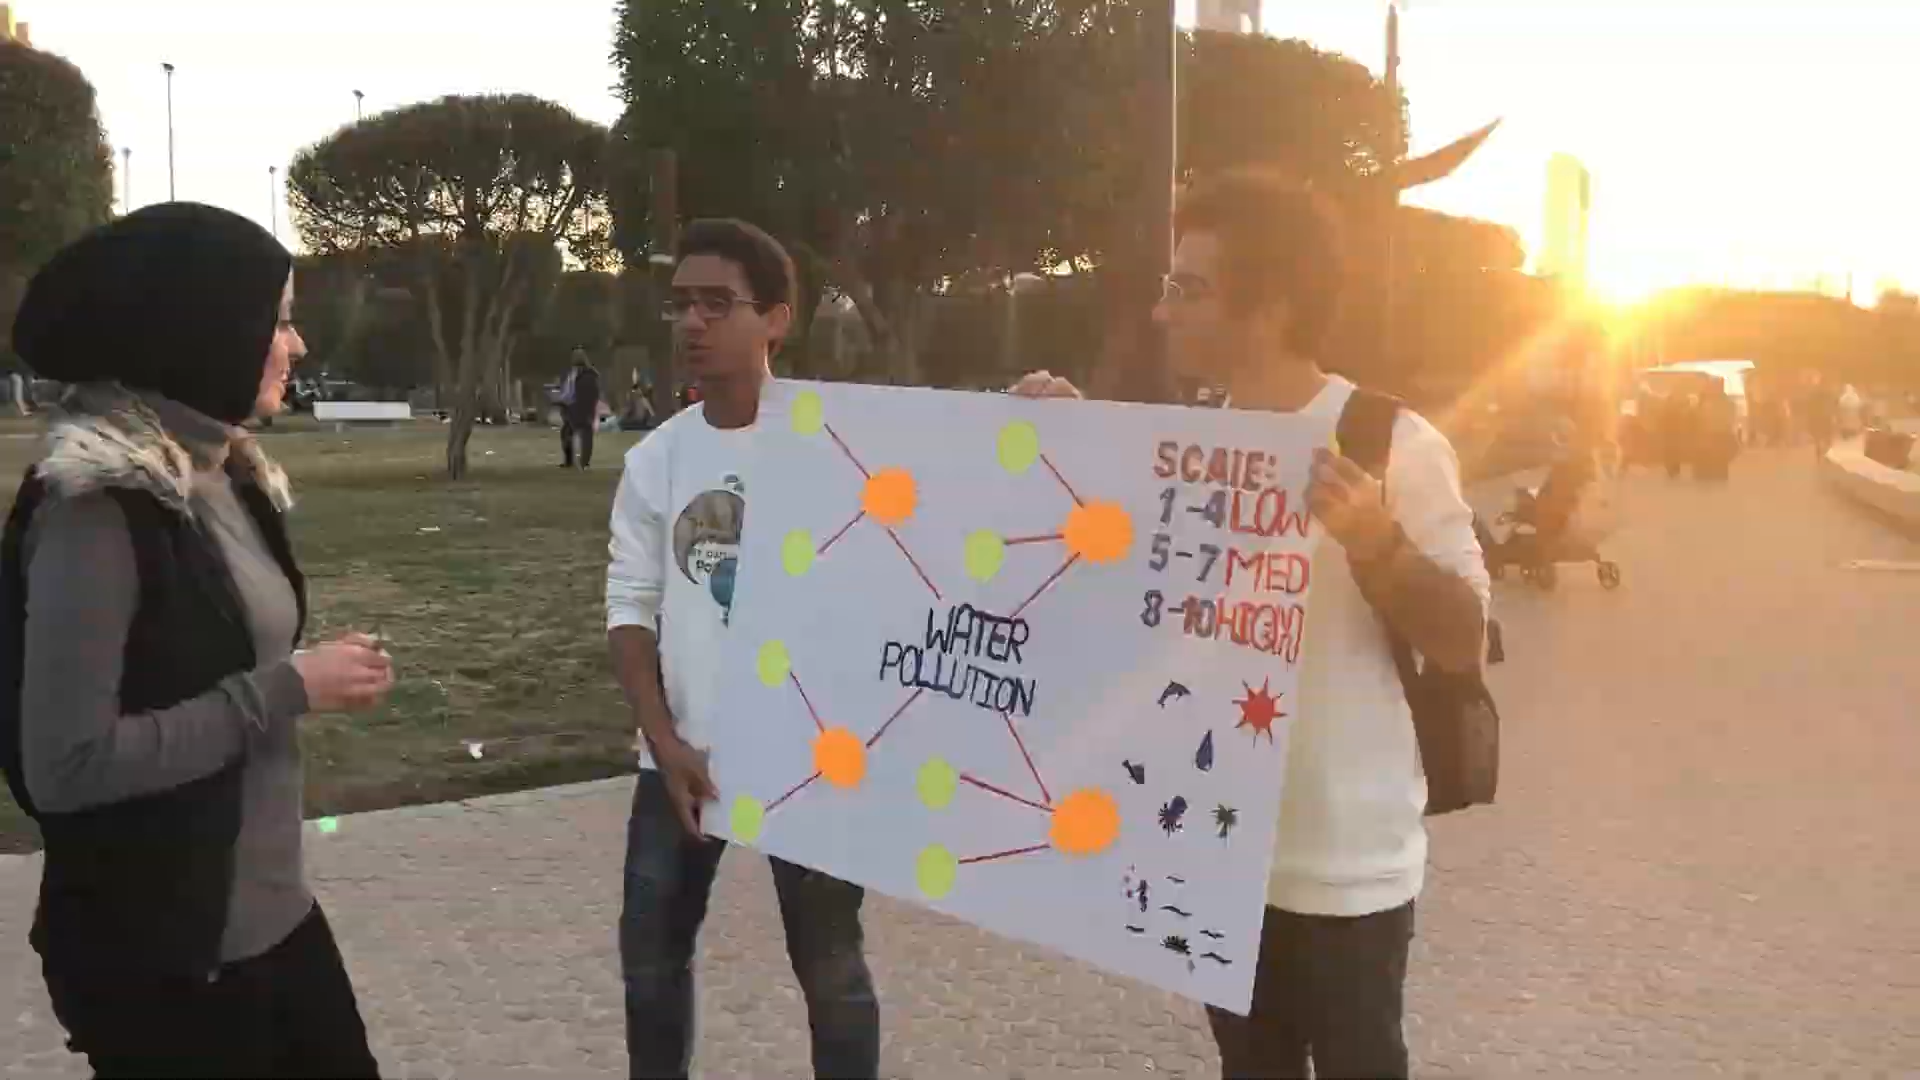 SCALE:
1-4 LOW
5-7 MED
8-10 HIGH
WATER
POLLUTION